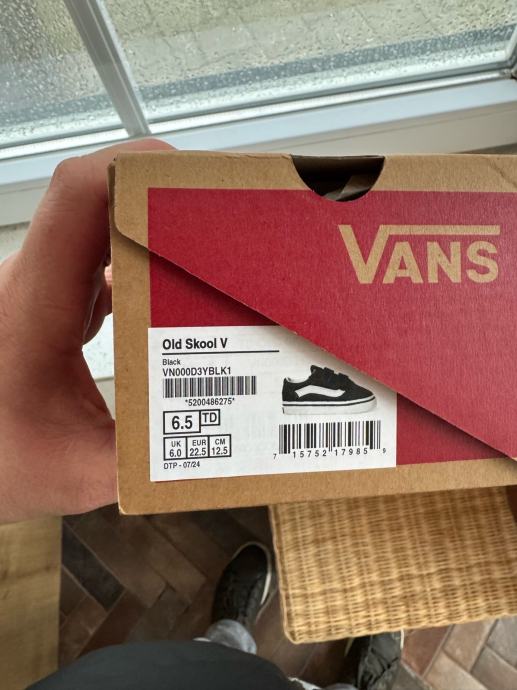 VANS
Old Skool V
Black
VN000D3YBLK1
*5200486275*
6.5 TD
UK EUR CM
6.0 22.5 12.5
DTP - 07/24
7 15752 17985 9